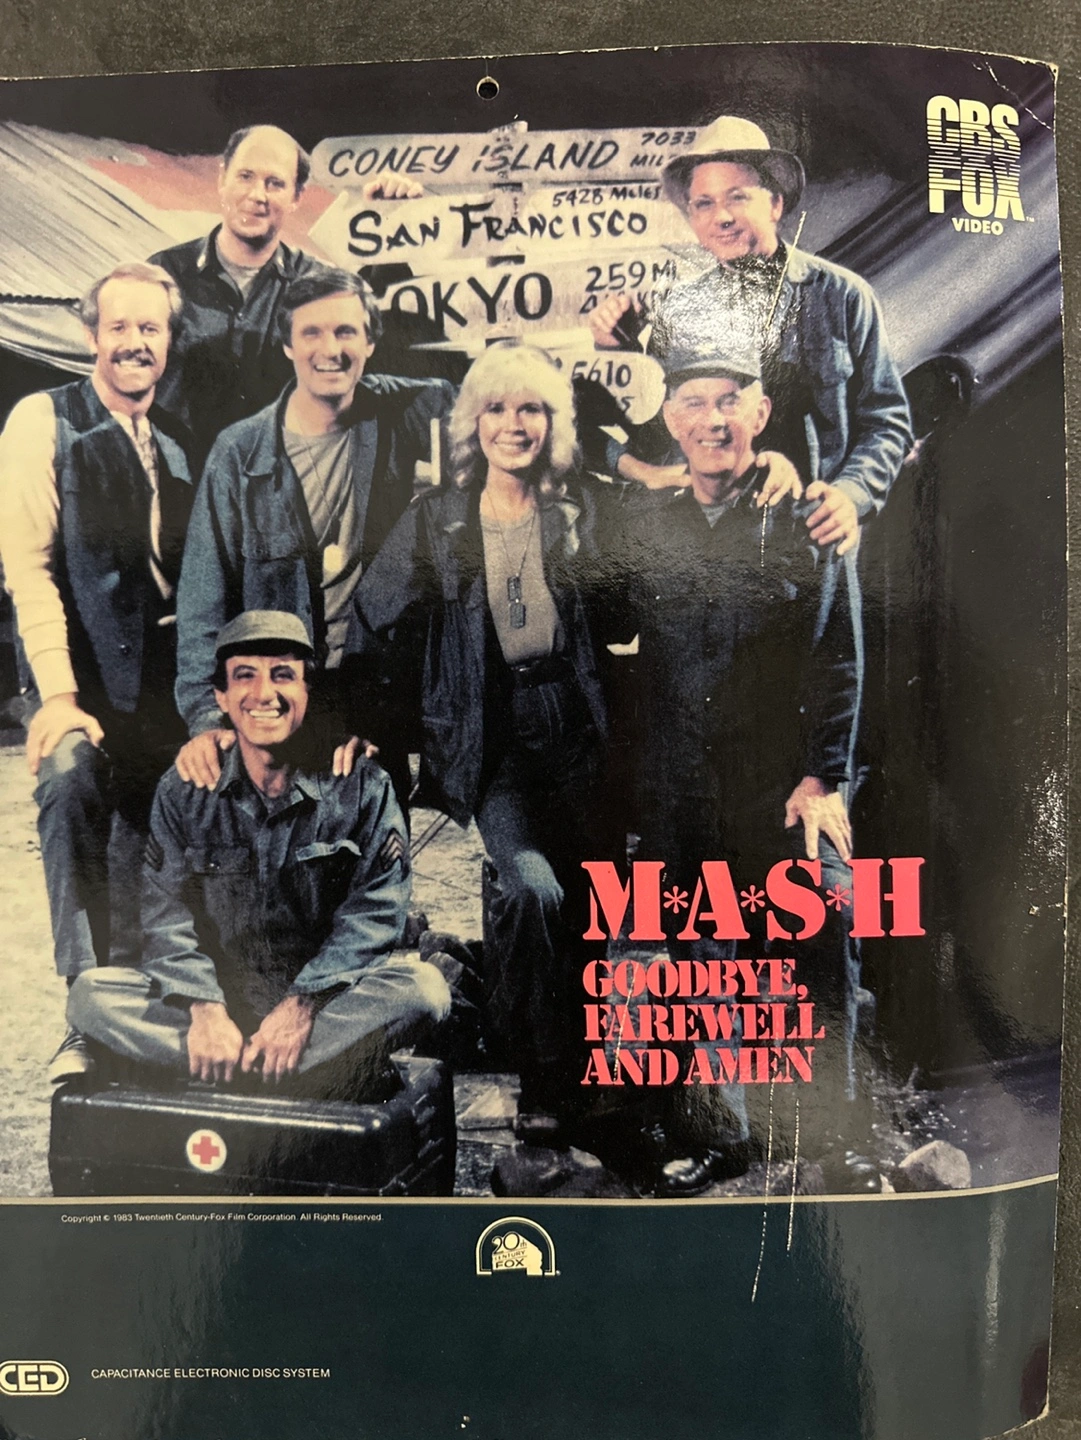 CONEY ISLAND 7033
5428 Miles
SAN FRANCISCO
OKYO 259 MI
5610
CBS
FOX
VIDEO™
M*A*S*H
GOODBYE,
FAREWELL
AND AMEN
Copyright © 1983 Twentieth Century-Fox Film Corporation. All Rights Reserved.
20th
CENTURY
FOX
CED CAPACITANCE ELECTRONIC DISC SYSTEM